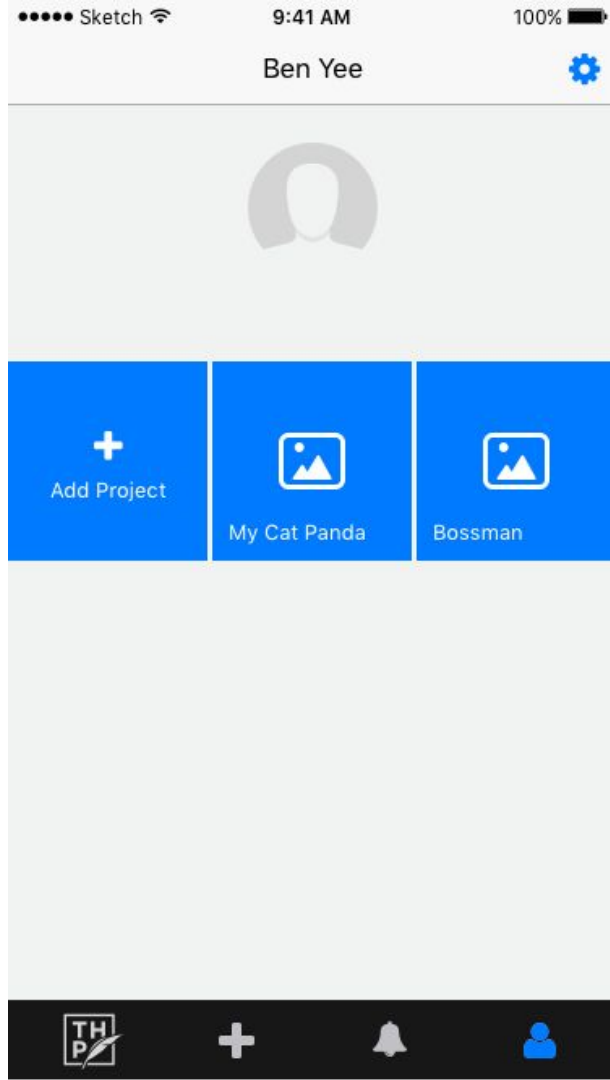 Sketch 9:41 AM 100%
Ben Yee
Add Project
My Cat Panda
Bossman
TH
P